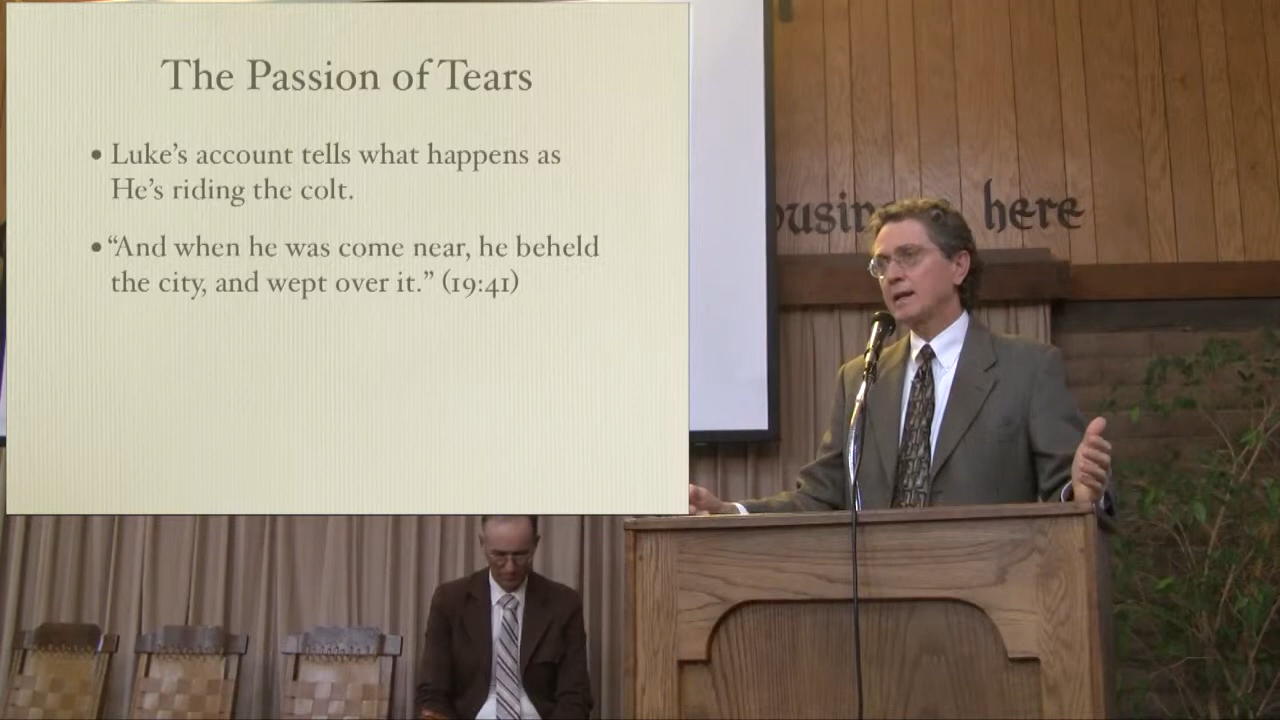 The Passion of Tears
• Luke’s account tells what happens as
He’s riding the colt.
• “And when he was come near, he beheld
the city, and wept over it.” (19:41)
here